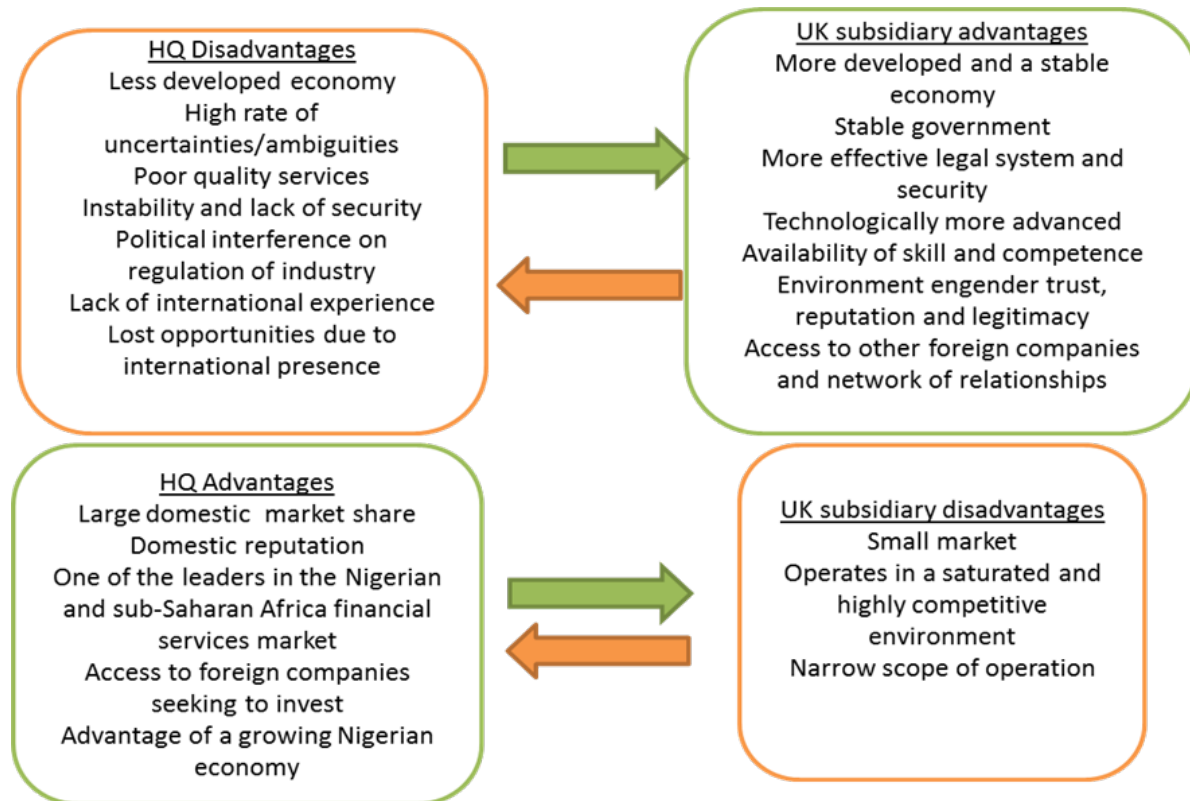 HQ Disadvantages
Less developed economy
High rate of
uncertainties/ambiguities
Poor quality services
Instability and lack of security
Political interference on
regulation of industry
Lack of international experience
Lost opportunities due to
international presence
UK subsidiary advantages
More developed and a stable
economy
Stable government
More effective legal system and
security
Technologically more advanced
Availability of skill and competence
Environment engender trust,
reputation and legitimacy
Access to other foreign companies
and network of relationships
HQ Advantages
Large domestic market share
Domestic reputation
One of the leaders in the Nigerian
and sub-Saharan Africa financial
services market
Access to foreign companies
seeking to invest
Advantage of a growing Nigerian
economy
UK subsidiary disadvantages
Small market
Operates in a saturated and
highly competitive
environment
Narrow scope of operation